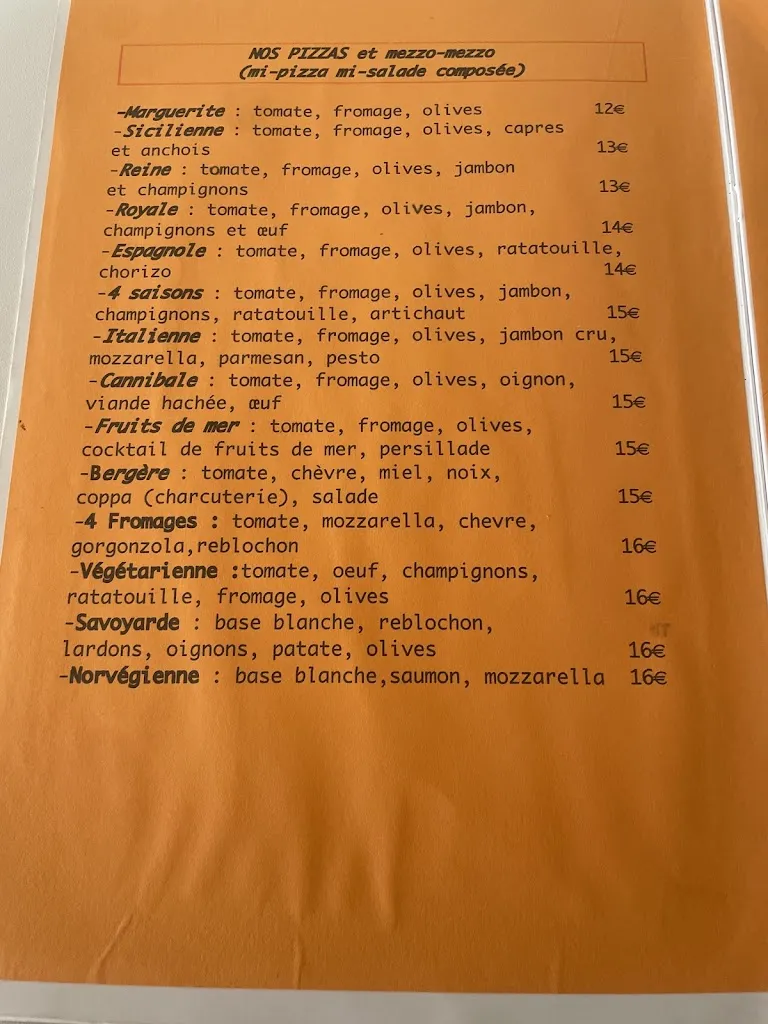 NOS PIZZAS et mezzo-mezzo
(mi-pizza mi-salade composée)
-Marguerite : tomate, fromage, olives 12€
-Sicilienne : tomate, fromage, olives, capres
et anchois 13€
-Reine : tomate, fromage, olives, jambon
et champignons 13€
-Royale : tomate, fromage, olives, jambon,
champignons et œuf 14€
-Espagnole : tomate, fromage, olives, ratatouille,
chorizo 14€
-4 saisons : tomate, fromage, olives, jambon,
champignons, ratatouille, artichaut 15€
-Italienne : tomate, fromage, olives, jambon cru,
mozzarella, parmesan, pesto 15€
-Cannibale : tomate, fromage, olives, oignon,
viande hachée, œuf 15€
-Fruits de mer : tomate, fromage, olives,
cocktail de fruits de mer, persillade 15€
-Bergère : tomate, chèvre, miel, noix,
coppa (charcuterie), salade 15€
-4 Fromages : tomate, mozzarella, chevre,
gorgonzola,reblochon 16€
-Végétarienne :tomate, oeuf, champignons,
ratatouille, fromage, olives 16€
-Savoyarde : base blanche, reblochon,
lardons, oignons, patate, olives 16€
-Norvégienne : base blanche,saumon, mozzarella 16€